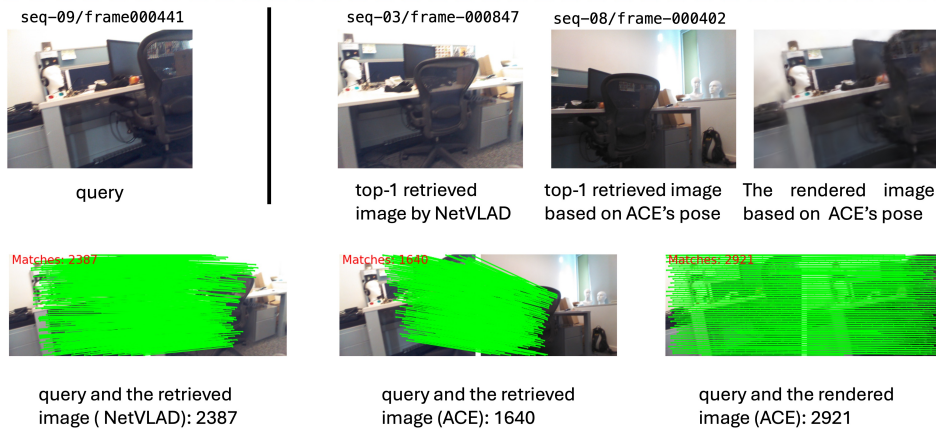 seq-09/frame000441
seq-03/frame-000847
seq-08/frame-000402
query
top-1 retrieved
image by NetVLAD
top-1 retrieved image
based on ACE's pose
The rendered image
based on ACE's pose
Matches: 2387
Matches: 1640
Matches: 2921
query and the retrieved
image ( NetVLAD): 2387
query and the retrieved
image (ACE): 1640
query and the rendered
image (ACE): 2921